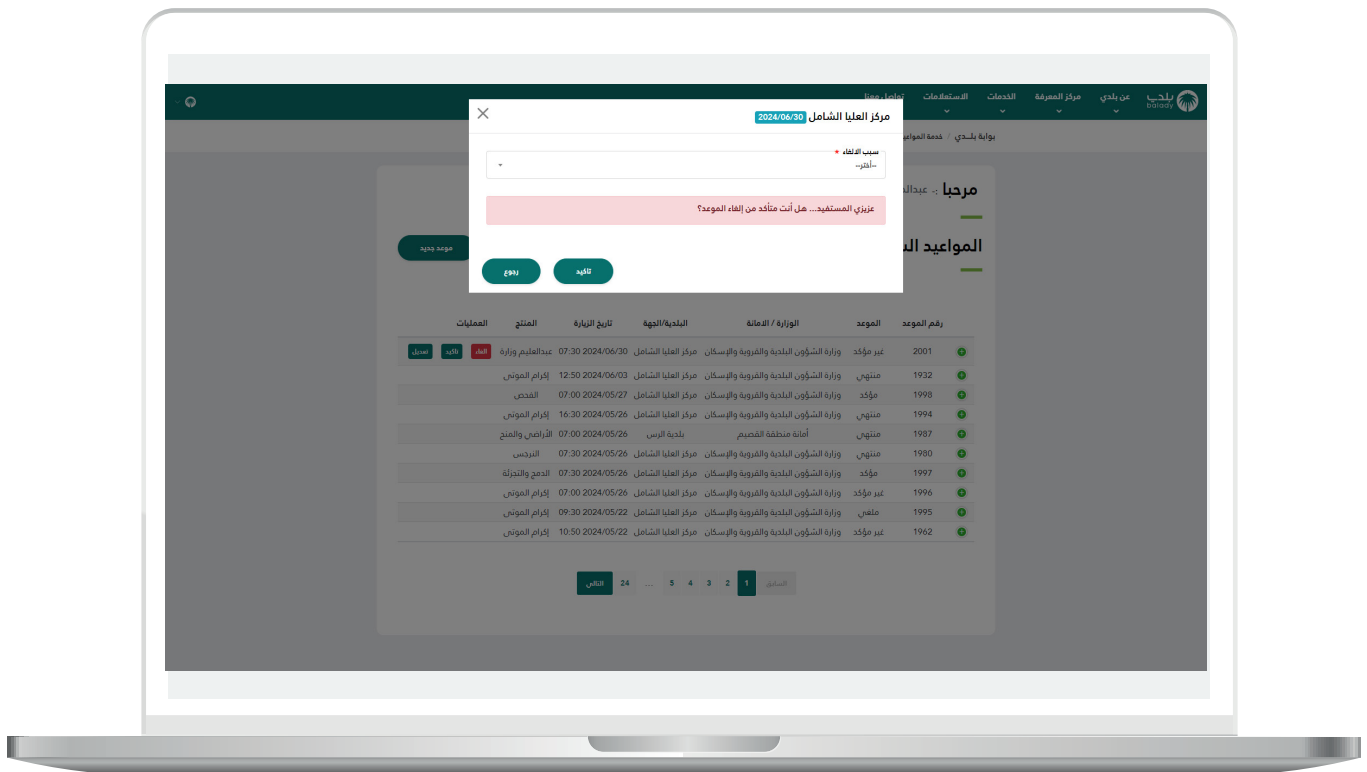 بلدي
balady
عن بلدي
مركز المعرفة
الخدمات
الاستعلامات
تواصل معنا
بوابة بلــدي / خدمة المواعيد
مركز العليا الشامل 2024/06/30
سبب الالغاء *
--أختر--
عزيزي المستفيد... هل أنت متأكد من إلغاء الموعد؟
تاكيد رجوع
مرحبا :.
المواعيد
موعد جديد
رقم الموعد الموعد الوزارة / الامانة البلدية/الجهة تاريخ الزيارة المنتج العمليات
2001 غير مؤكد وزارة الشؤون البلدية والقروية والإسكان مركز العليا الشامل 2024/06/30 07:30 عبدالعليم وزارة الغاء تاكيد تعديل
1932 منتهي وزارة الشؤون البلدية والقروية والإسكان مركز العليا الشامل 2024/06/03 12:50 إكرام الموتى
1998 مؤكد وزارة الشؤون البلدية والقروية والإسكان مركز العليا الشامل 2024/05/27 07:00 الفحص
1994 منتهي وزارة الشؤون البلدية والقروية والإسكان مركز العليا الشامل 2024/05/26 16:30 إكرام الموتى
1987 منتهي أمانة منطقة القصيم بلدية الرس 2024/05/26 07:00 الأراضي والمنح
1980 منتهي وزارة الشؤون البلدية والقروية والإسكان مركز العليا الشامل 2024/05/26 07:30 النرجس
1997 مؤكد وزارة الشؤون البلدية والقروية والإسكان مركز العليا الشامل 2024/05/26 07:30 الدمج والتجزئة
1996 غير مؤكد وزارة الشؤون البلدية والقروية والإسكان مركز العليا الشامل 2024/05/26 07:00 إكرام الموتى
1995 ملغي وزارة الشؤون البلدية والقروية والإسكان مركز العليا الشامل 2024/05/22 09:30 إكرام الموتى
1962 غير مؤكد وزارة الشؤون البلدية والقروية والإسكان مركز العليا الشامل 2024/05/22 10:50 إكرام الموتى
السابق 1 2 3 4 5 ... 24 التالي